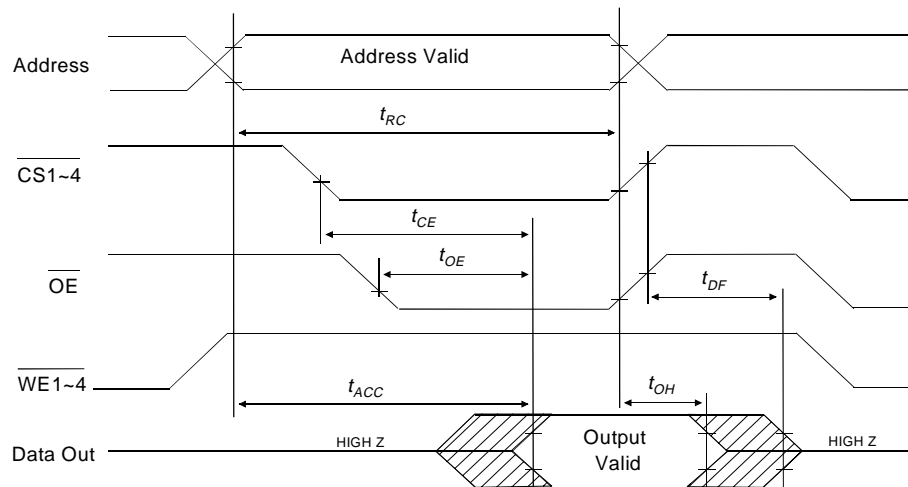 Address
Address Valid
tRC
CS1~4
tCE
OE
tOE
tDF
WE1~4
tACC
tOH
Data Out
HIGH Z
Output
Valid
HIGH Z